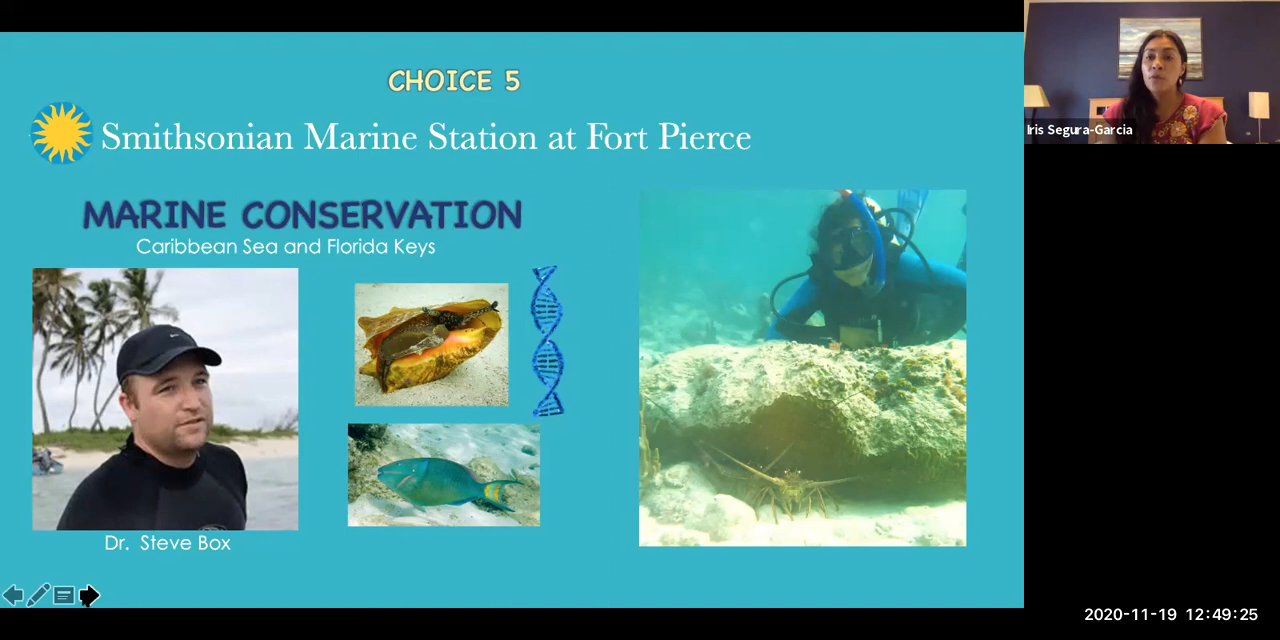 CHOICE 5
Smithsonian Marine Station at Fort Pierce
MARINE CONSERVATION
Caribbean Sea and Florida Keys
Dr. Steve Box
Iris Segura-Garcia
2020-11-19 12:49:25